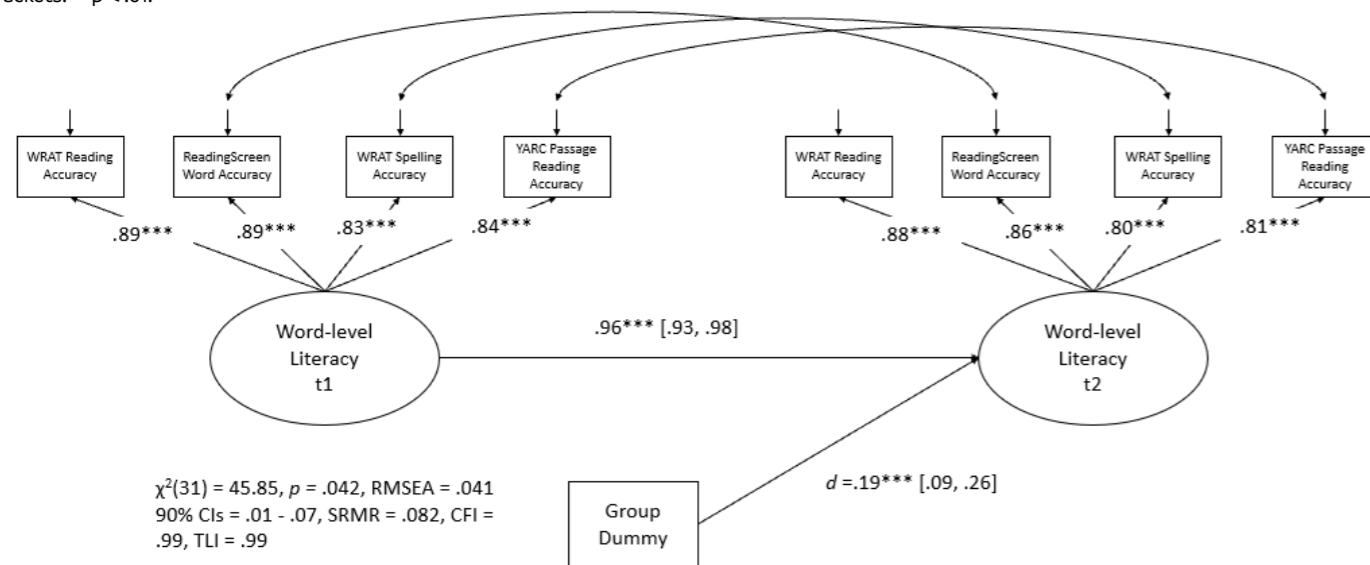 WRAT Reading
Accuracy
ReadingScreen
Word Accuracy
WRAT Spelling
Accuracy
YARC Passage
Reading
Accuracy
WRAT Reading
Accuracy
ReadingScreen
Word Accuracy
WRAT Spelling
Accuracy
YARC Passage
Reading
Accuracy
.89***
.89***
.83***
.84***
.88***
.86***
.80***
.81***
Word-level
Literacy
t1
.96*** [.93, .98]
Word-level
Literacy
t2
χ²(31) = 45.85, p = .042, RMSEA = .041
90% CIs = .01 - .07, SRMR = .082, CFI =
.99, TLI = .99
Group
Dummy
d =.19*** [.09, .26]